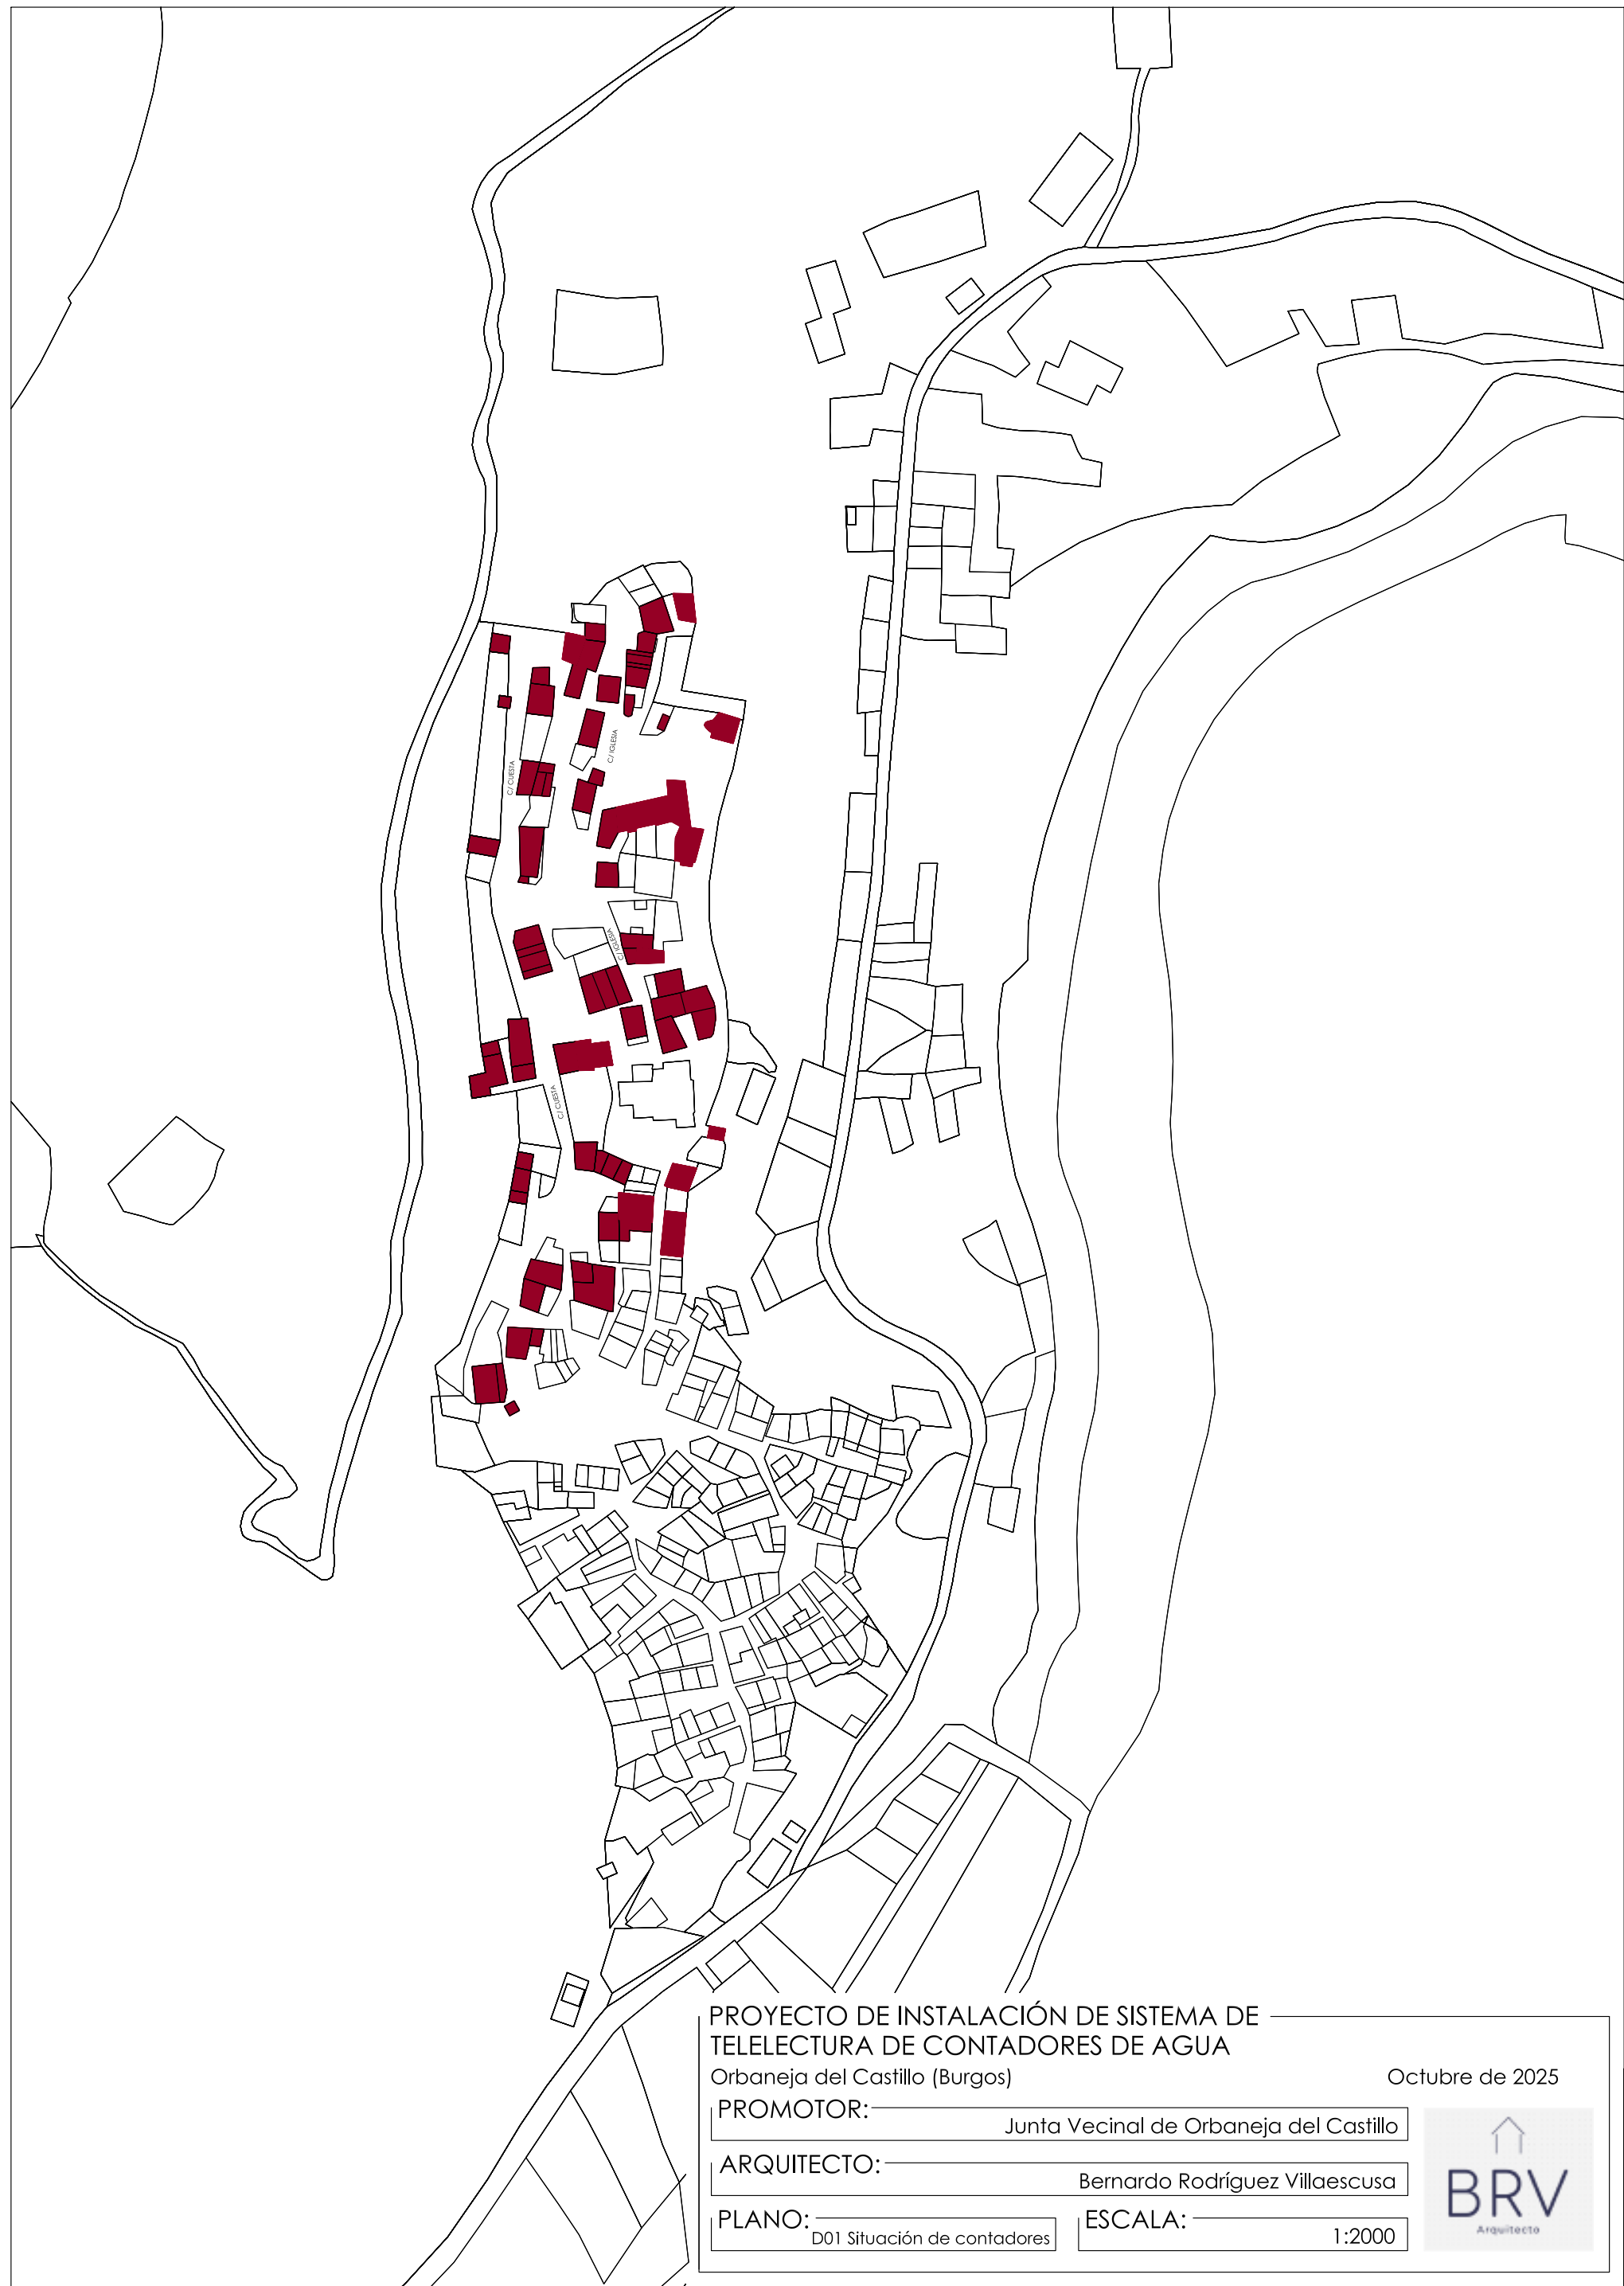 C/ IGLESIA
C/ CUESTA
C/ IGLESIA
C/ CUESTA
PROYECTO DE INSTALACIÓN DE SISTEMA DE
TELELECTURA DE CONTADORES DE AGUA
Orbaneja del Castillo (Burgos) Octubre de 2025
PROMOTOR: Junta Vecinal de Orbaneja del Castillo
ARQUITECTO: Bernardo Rodríguez Villaescusa
PLANO: D01 Situación de contadores ESCALA: 1:2000
BRV
Arquitecto